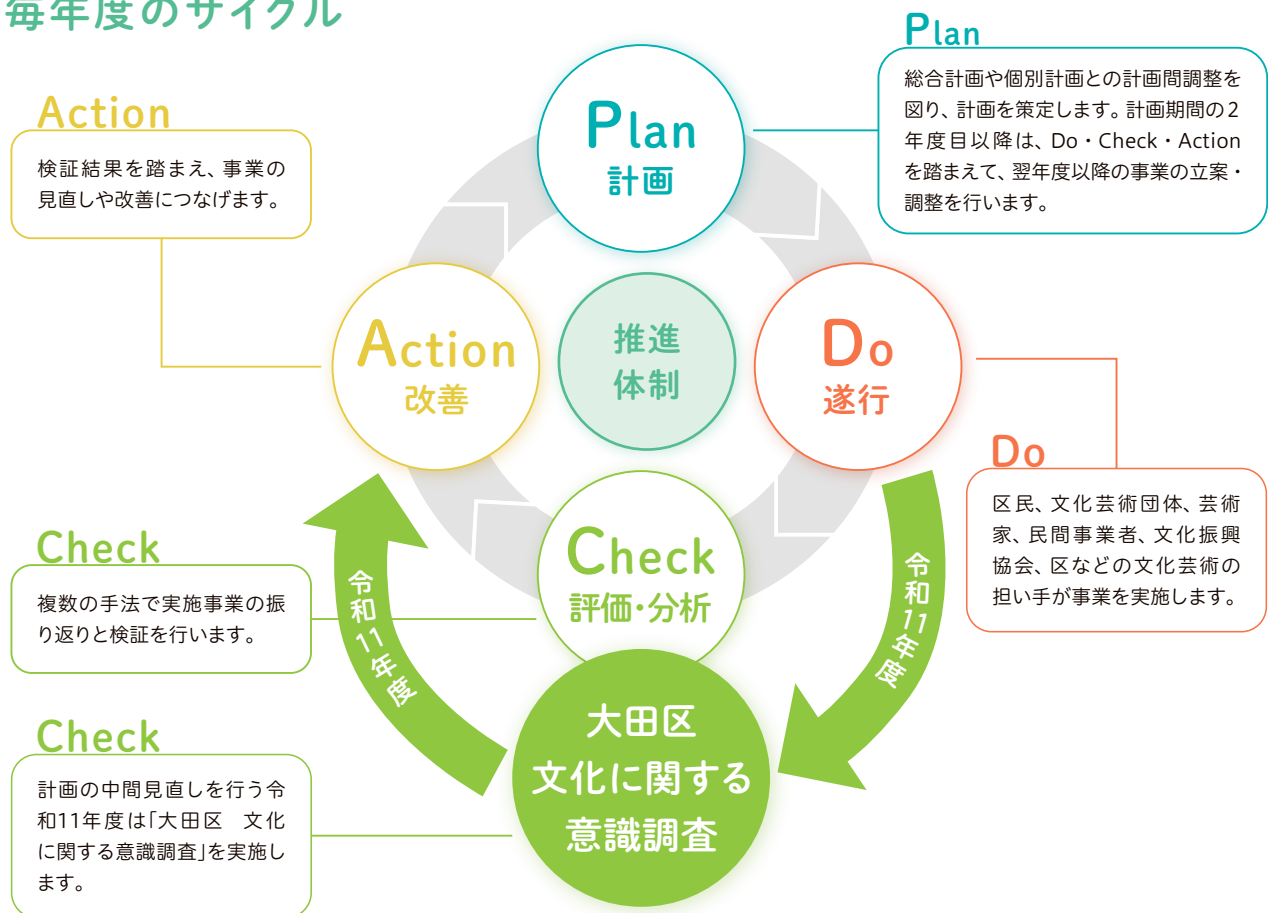 毎年度のサイクル
Plan
総合計画や個別計画との計画間調整を
図り、計画を策定します。計画期間の2
年度目以降は、Do・Check・Action
を踏まえて、翌年度以降の事業の立案・
調整を行います。
Action
検証結果を踏まえ、事業の
見直しや改善につなげます。
Plan
計画
Action
改善
推進
体制
Do
遂行
Do
区民、文化芸術団体、芸術
家、民間事業者、文化振興
協会、区などの文化芸術の
担い手が事業を実施します。
Check
評価・分析
Check
複数の手法で実施事業の振
り返りと検証を行います。
令和11年度
令和11年度
大田区
文化に関する
意識調査
Check
計画の中間見直しを行う令
和11年度は「大田区　文化
に関する意識調査」を実施し
ます。